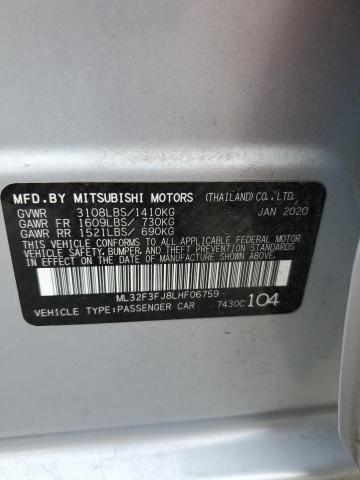 MFD.BY MITSUBISHI MOTORS (THAILAND)CO.,LTD.
GVWR 3108LBS/1410KG JAN 2020
GAWR FR 1609LBS/ 730KG
GAWR RR 1521LBS/ 690KG
THIS VEHICLE CONFORMS TO ALL APPLICABLE FEDERAL MOTOR
VEHICLE SAFETY, BUMPER, AND THEFT PREVENTION STANDARDS
IN EFFECT ON THE DATE OF MANUFACTURE SHOWN ABOVE.
ML32F3FJ8LHF06759
VEHICLE TYPE:PASSENGER CAR 7430C 104